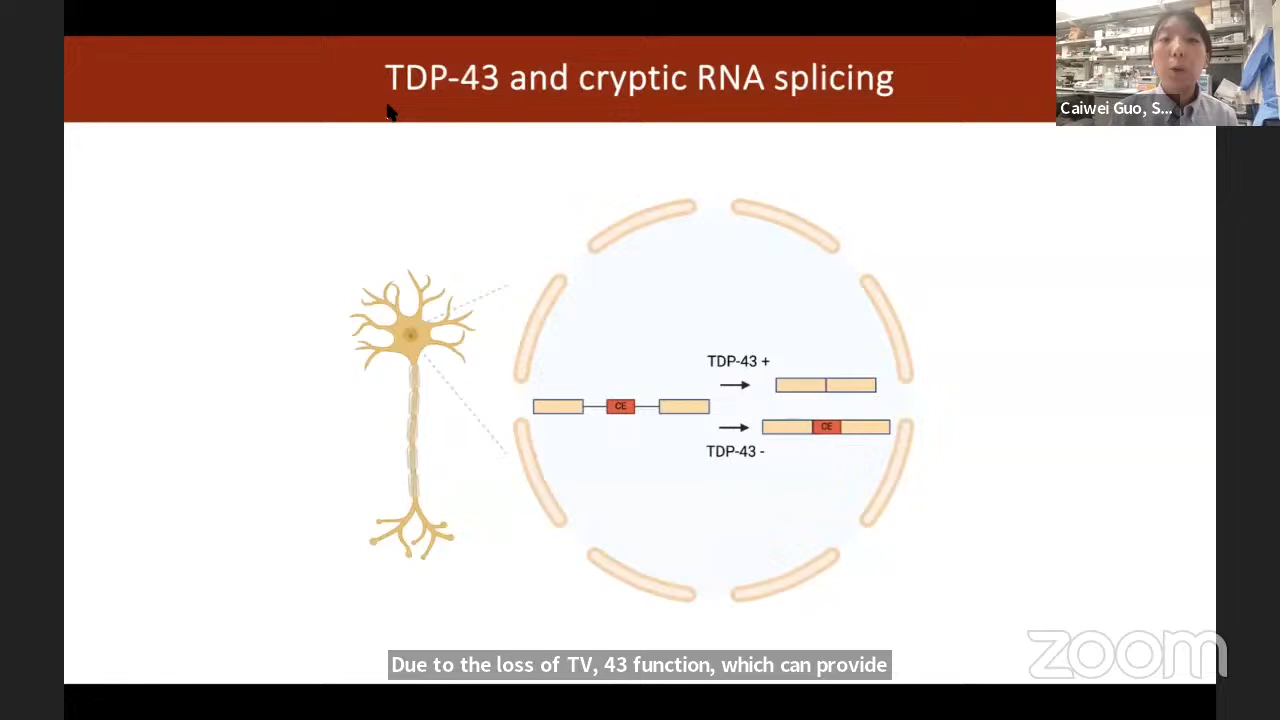 TDP-43 and cryptic RNA splicing
Caiwei Guo, S...
TDP-43 +
CE
CE
TDP-43 -
Due to the loss of TV, 43 function, which can provide
zoom